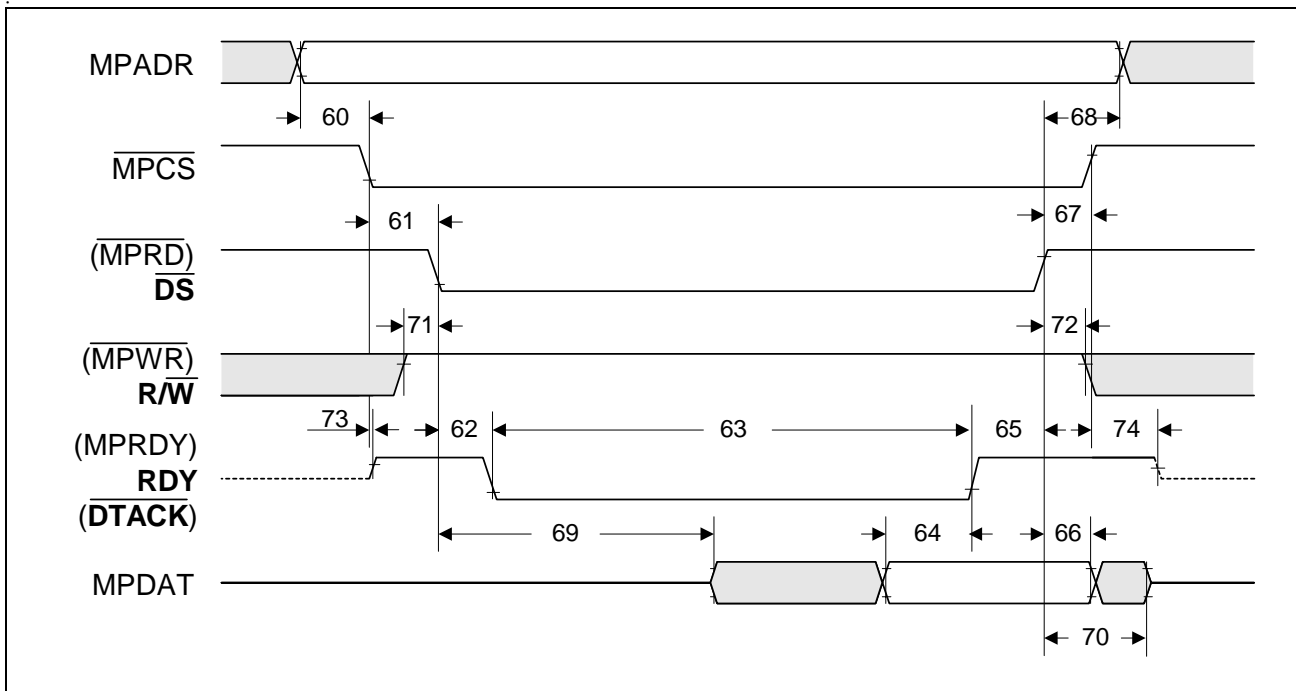 MPADR
60
68
MPCS
61
67
(MPRD)
DS
71
72
(MPWR)
R/W
73
62
63
65
74
(MPRDY)
RDY
(DTACK)
69
64
66
MPDAT
70